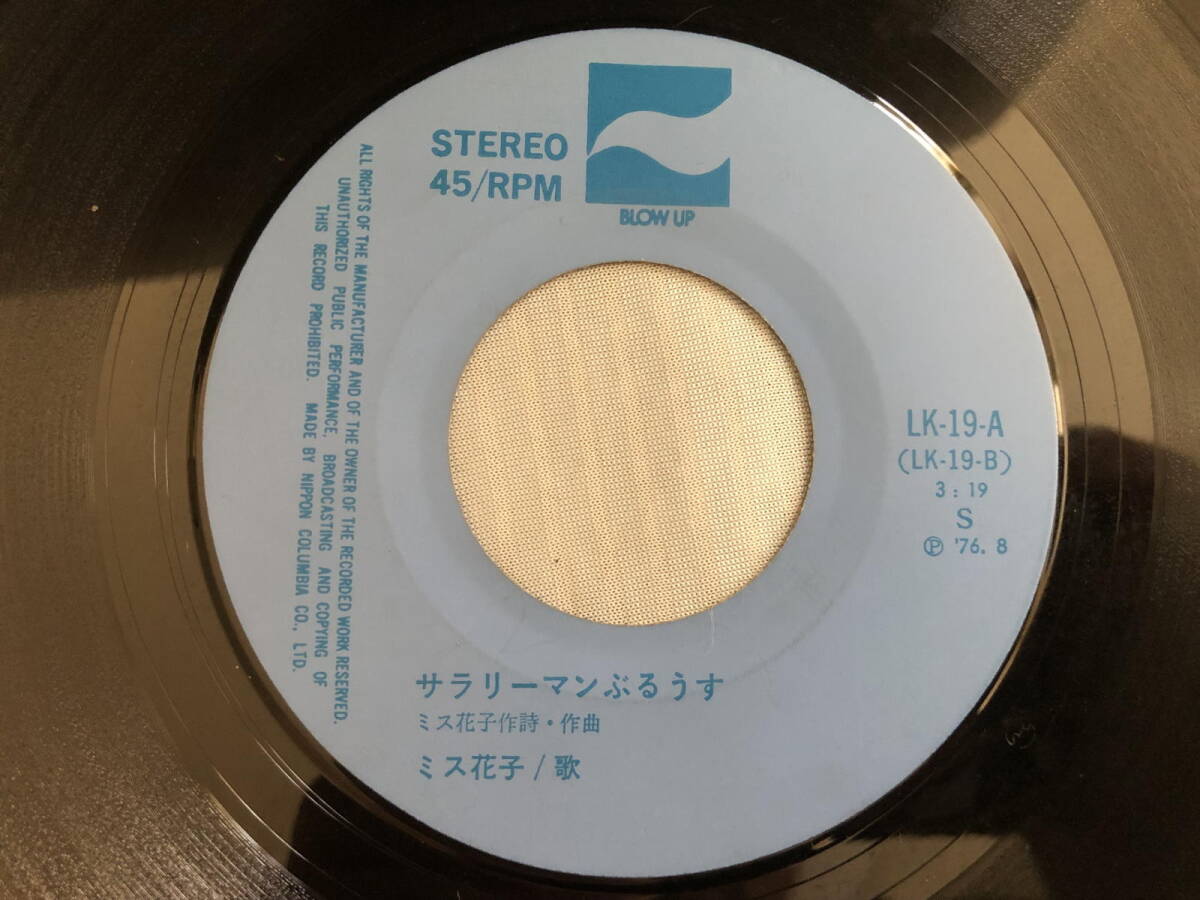 STEREO
45/RPM
BLOW UP
ALL RIGHTS OF THE MANUFACTURER AND OF THE OWNER OF THE RECORDED WORK RESERVED.
UNAUTHORIZED PUBLIC PERFORMANCE, BROADCASTING AND COPYING OF
THIS RECORD PROHIBITED. MADE BY NIPPON COLUMBIA CO., LTD.
LK-19-A
(LK-19-B)
3 : 19
S
Ⓟ '76. 8
サラリーマンぶるうす
ミス花子作詩・作曲
ミス花子 / 歌